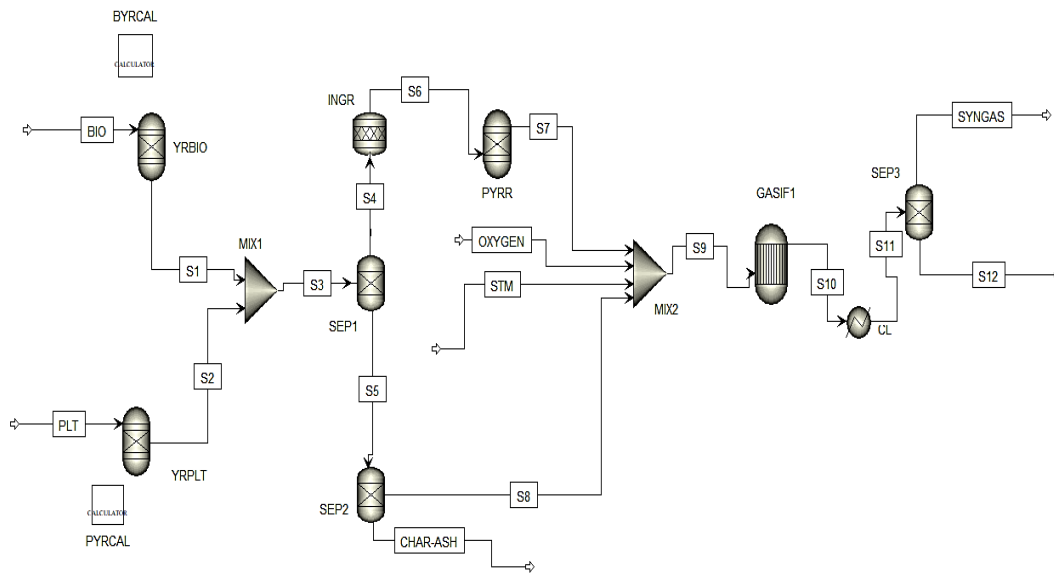 BYRCAL
CALCULATOR
BIO
YRBIO
INGR
S6
S7
PYRR
S4
SYNGAS
SEP3
GASIF1
S11
OXYGEN
S9
MIX1
S1
S3
SEP1
STM
MIX2
S10
S12
CL
S2
S5
PLT
YRPLT
CALCULATOR
PYRCAL
SEP2
S8
CHAR-ASH